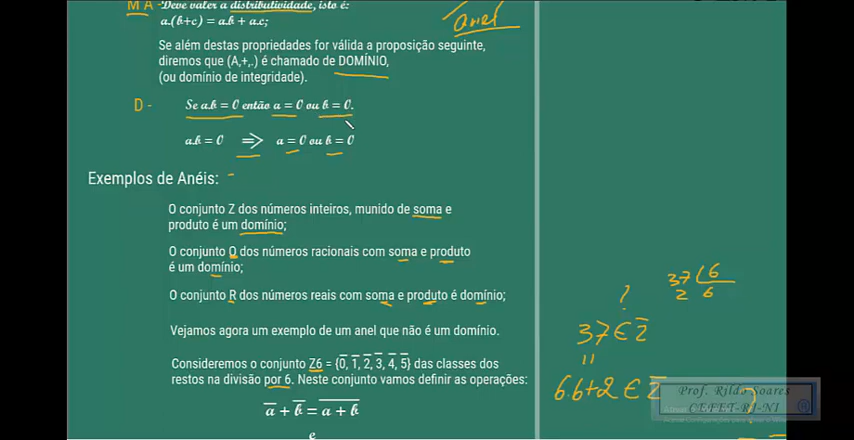 M A - Deve valer a distributividade, isto é:
a.(b+c) = a.b + a.c;
anel
Se além destas propriedades for válida a proposição seguinte,
diremos que (A,+,.) é chamado de DOMÍNIO,
(ou domínio de integridade).
D - Se a.b = 0 então a = 0 ou b = 0.
a.b = 0 ⇒ a = 0 ou b = 0
Exemplos de Anéis:
O conjunto Z dos números inteiros, munido de soma e
produto é um domínio;
O conjunto Q dos números racionais com soma e produto
é um domínio;
O conjunto R dos números reais com soma e produto é domínio;
Vejamos agora um exemplo de um anel que não é um domínio.
Consideremos o conjunto Z6 = {0̅, 1̅, 2̅, 3̅, 4̅, 5̅} das classes dos
restos na divisão por 6. Neste conjunto vamos definir as operações:
a̅ + b̅ = a̅ ̅+̅ ̅b̅
e
37 6
2 6
?
37 ∈ 2̅
"
6.6+2 ∈ 2̅
?
Prof. Rildo Soares
CEFET-RJ-NI